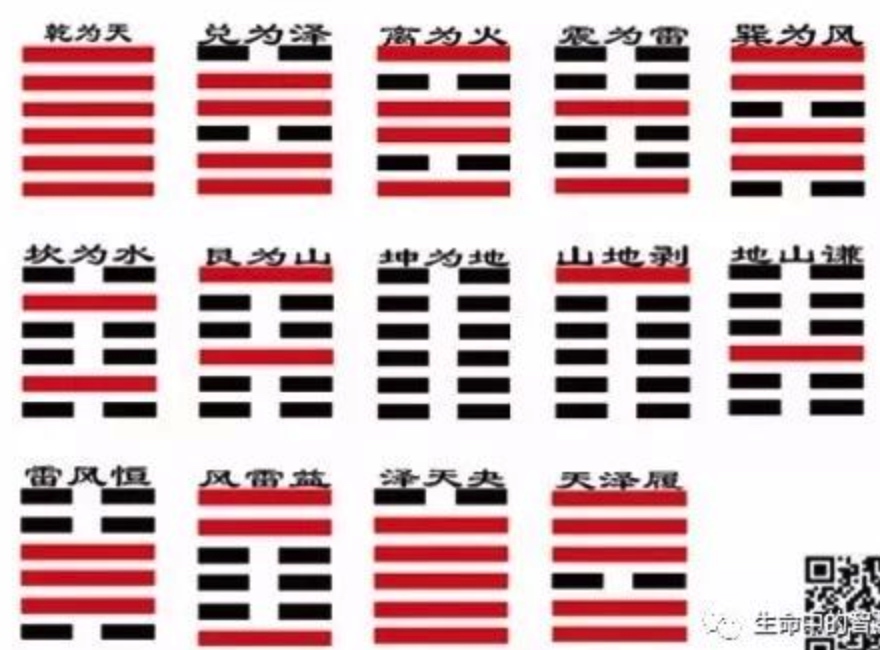 乾为天 兑为泽 离为火 震为雷 巽为风
坎为水 艮为山 坤为地 山地剥 地山谦
雷风恒 风雷益 泽天夬 天泽履
生命中的智